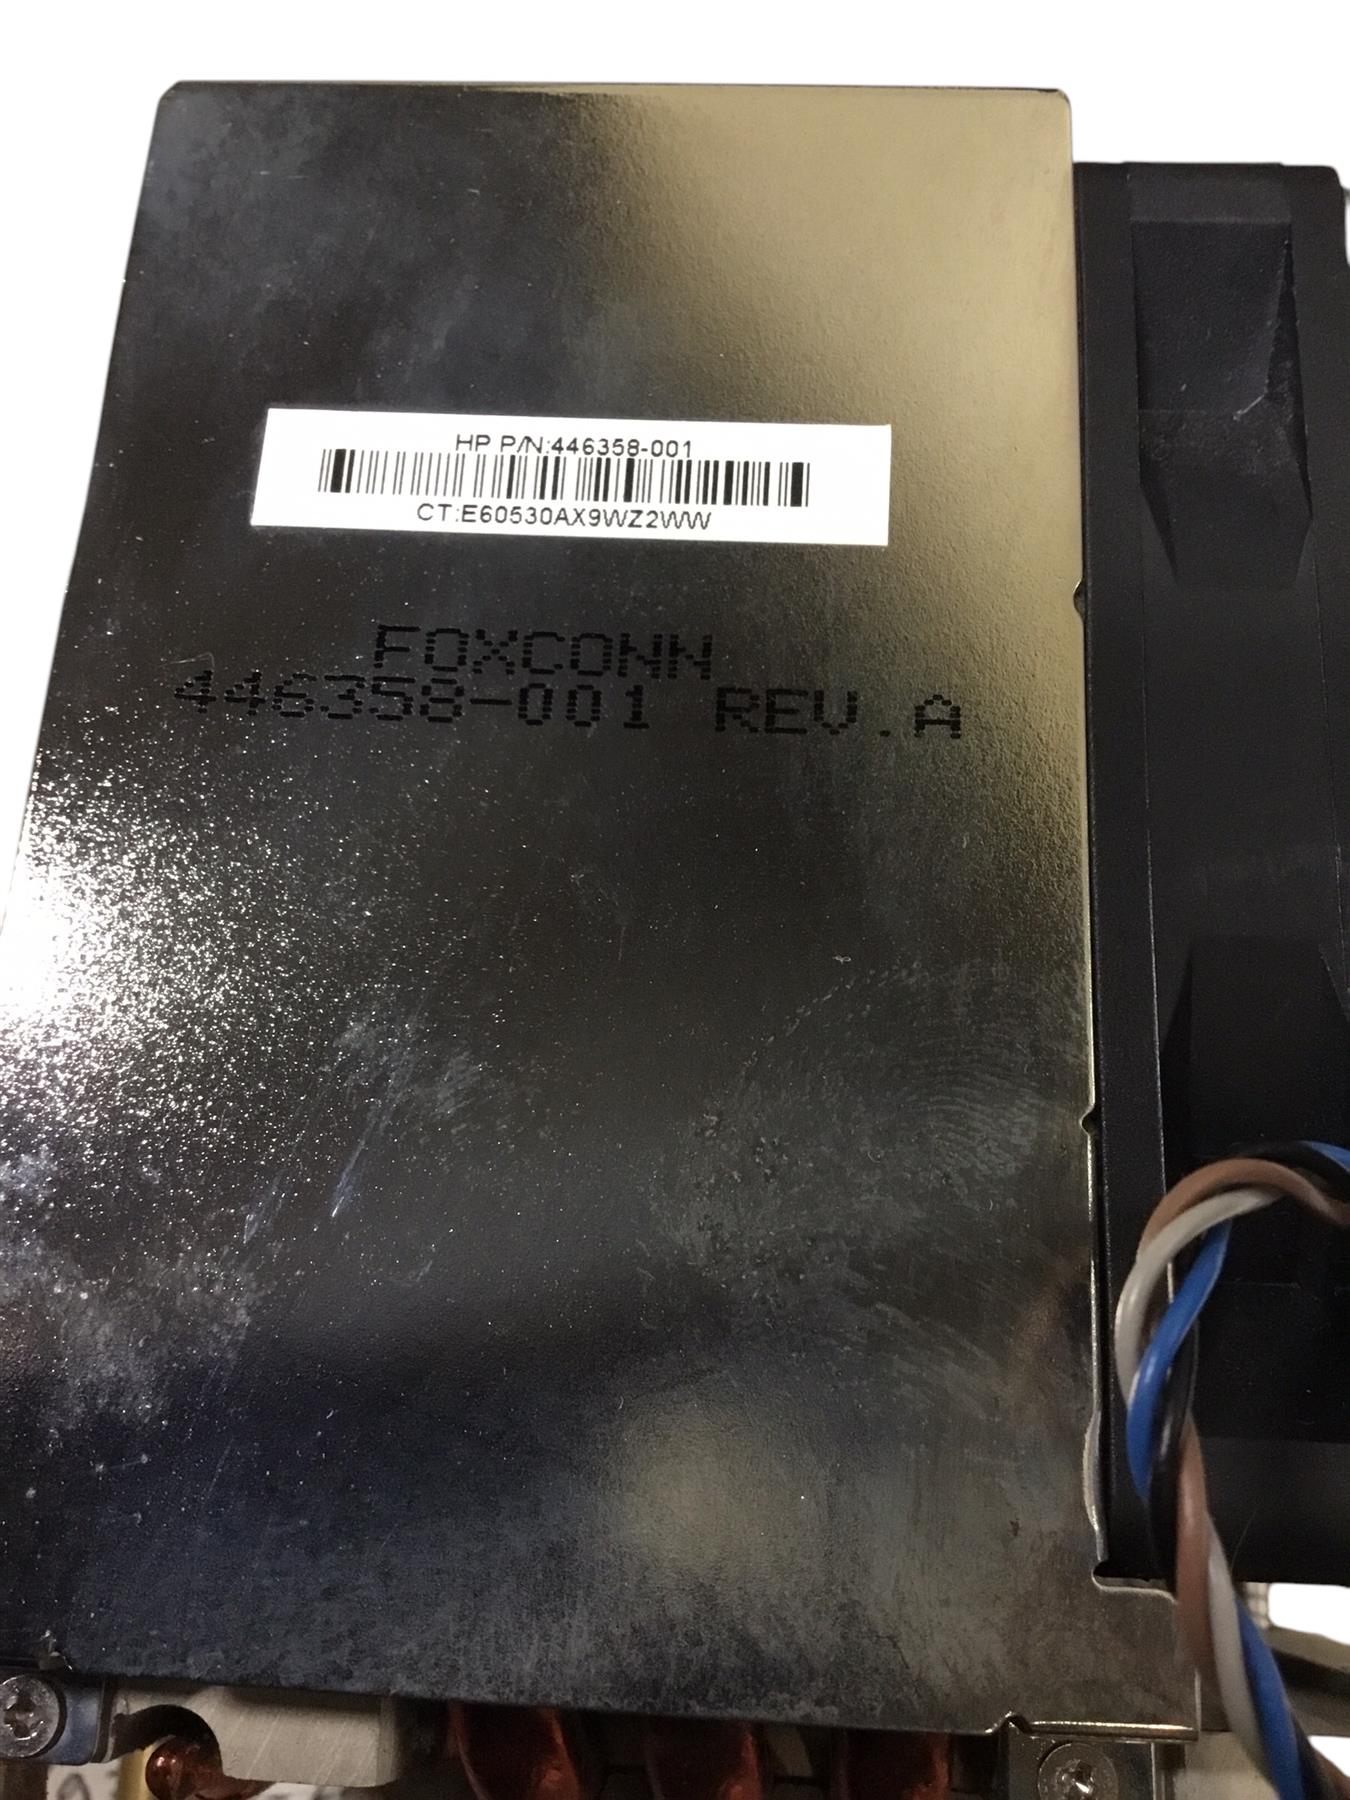 HP P/N:446358-001
CT:E60530AX9WZ2WW
FOXCONN
446358-001 REV.A